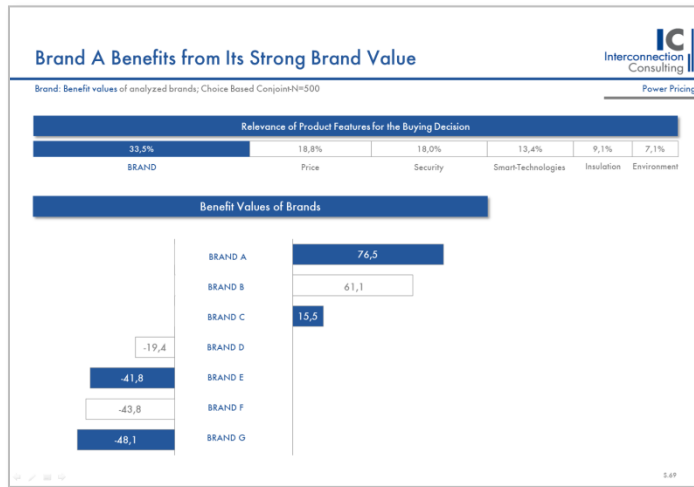 Brand A Benefits from Its Strong Brand Value
IC
Interconnection
Consulting
Brand: Benefit values of analyzed brands; Choice Based Conjoint-N=500
Power Pricing
Relevance of Product Features for the Buying Decision
33,5% 18,8% 18,0% 13,4% 9,1% 7,1%
BRAND Price Security Smart-Technologies Insulation Environment
Benefit Values of Brands
BRAND A 76,5
BRAND B 61,1
BRAND C 15,5
-19,4 BRAND D
-41,8 BRAND E
-43,8 BRAND F
-48,1 BRAND G
S.69